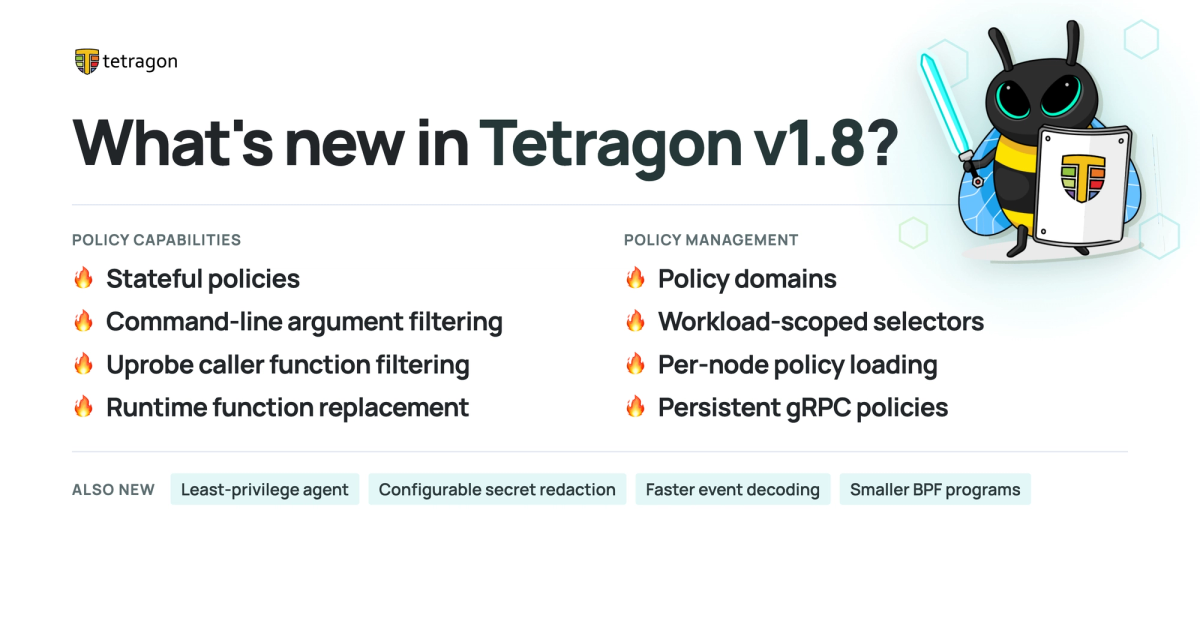 tetragon
What's new in Tetragon v1.8?
POLICY CAPABILITIES
Stateful policies
Command-line argument filtering
Uprobe caller function filtering
Runtime function replacement
POLICY MANAGEMENT
Policy domains
Workload-scoped selectors
Per-node policy loading
Persistent gRPC policies
ALSO NEW
Least-privilege agent
Configurable secret redaction
Faster event decoding
Smaller BPF programs